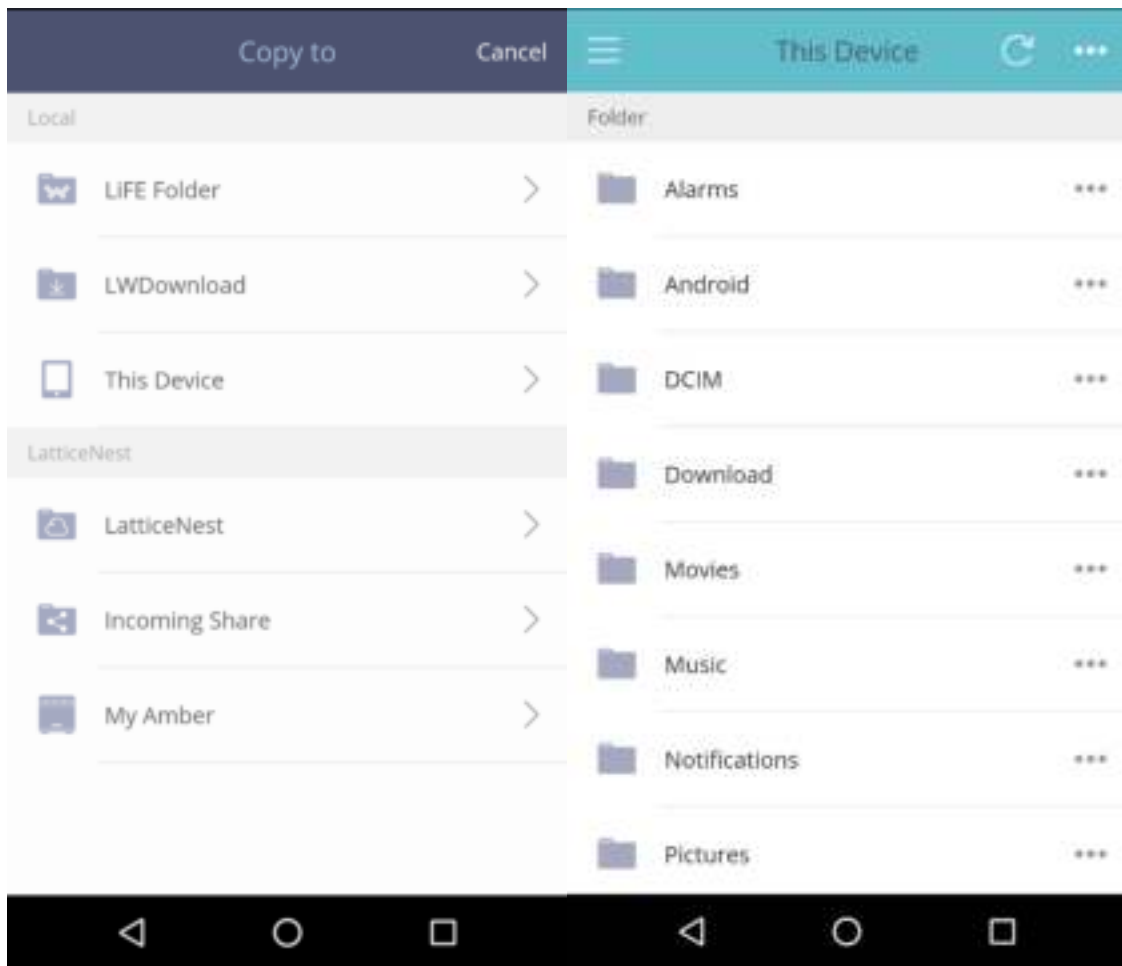 Copy to
Cancel
Local
LiFE Folder
LWDownload
This Device
LatticeNest
LatticeNest
Incoming Share
My Amber
This Device
Folder
Alarms
Android
DCIM
Download
Movies
Music
Notifications
Pictures